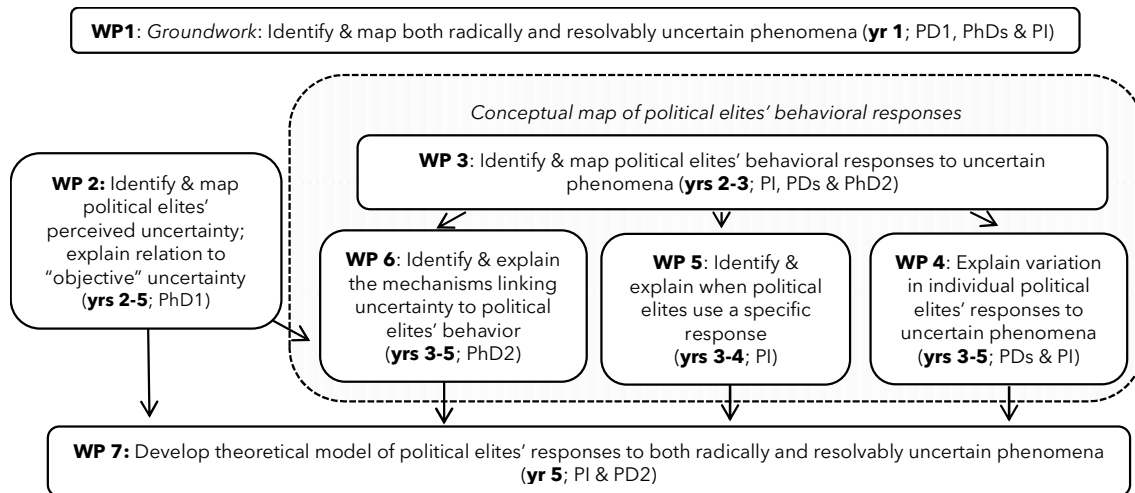 WP1: Groundwork: Identify & map both radically and resolvably uncertain phenomena (yr 1; PD1, PhDs & PI)
Conceptual map of political elites’ behavioral responses
WP 3: Identify & map political elites’ behavioral responses to uncertain
phenomena (yrs 2-3; PI, PDs & PhD2)
WP 2: Identify & map
political elites’
perceived uncertainty;
explain relation to
“objective” uncertainty
(yrs 2-5; PhD1)
WP 6: Identify & explain
the mechanisms linking
uncertainty to political
elites’ behavior
(yrs 3-5; PhD2)
WP 5: Identify &
explain when political
elites use a specific
response
(yrs 3-4; PI)
WP 4: Explain variation
in individual political
elites’ responses to
uncertain phenomena
(yrs 3-5; PDs & PI)
WP 7: Develop theoretical model of political elites’ responses to both radically and resolvably uncertain phenomena
(yr 5; PI & PD2)